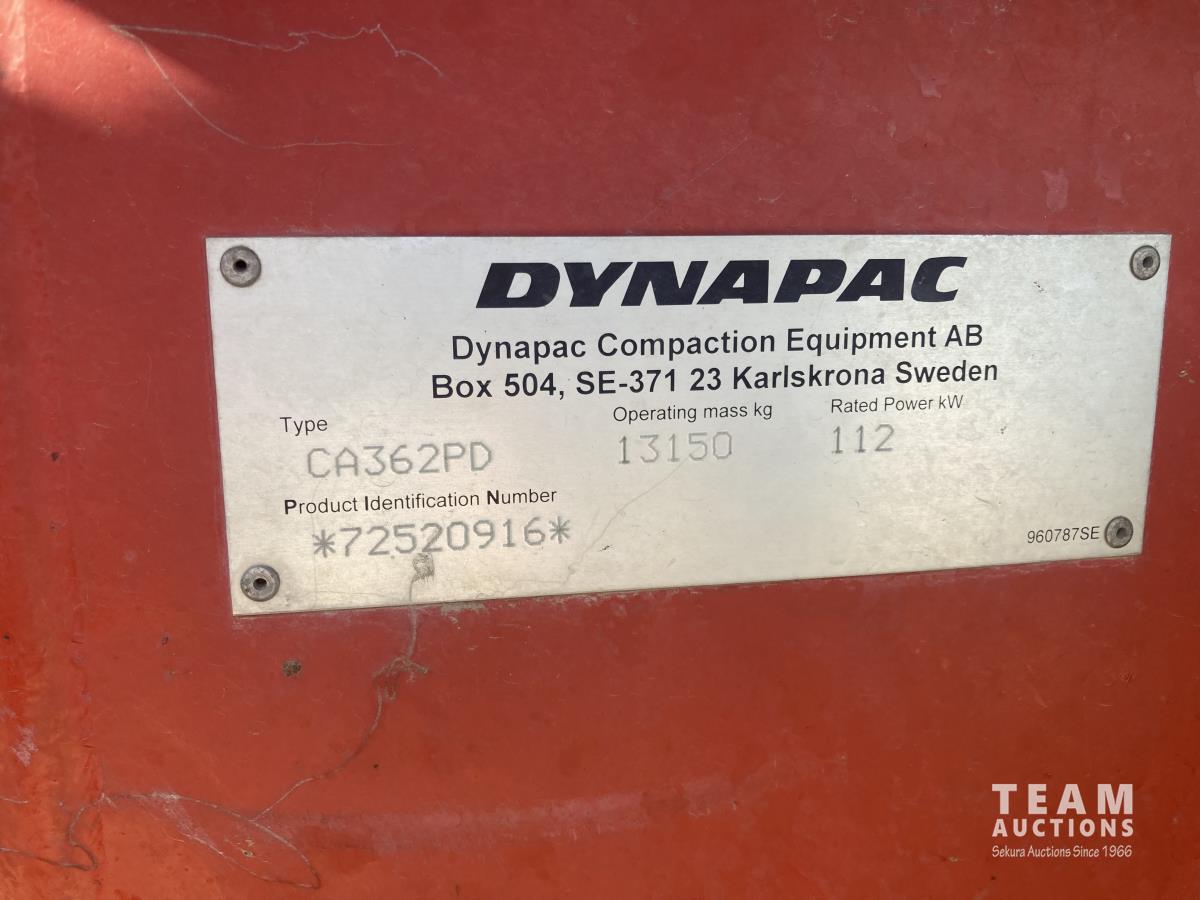 DYNAPAC
Dynapac Compaction Equipment AB
Box 504, SE-371 23 Karlskrona Sweden
Type Operating mass kg Rated Power kW
CA362PD 13150 112
Product Identification Number
*72520916*
960787SE
TEAM
AUCTIONS
Sekura Auctions Since 1966